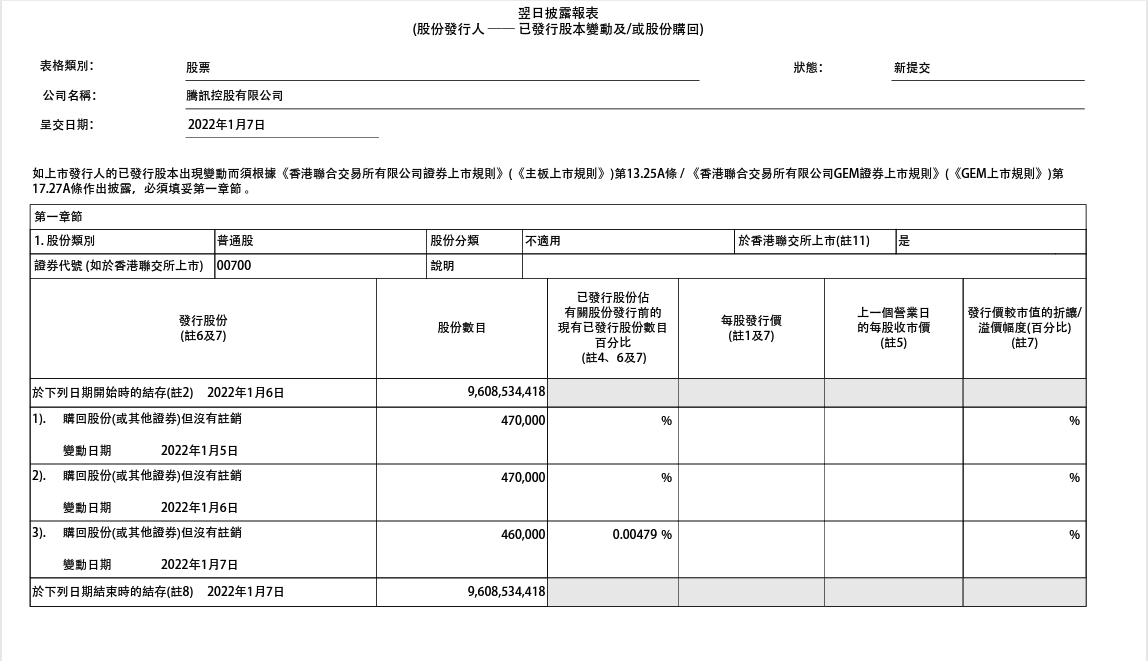 翌日披露報表
(股份發行人 —— 已發行股本變動及/或股份購回)
表格類別： 股票 狀態： 新提交
公司名稱： 騰訊控股有限公司
呈交日期： 2022年1月7日
如上市發行人的已發行股本出現變動而須根據《香港聯合交易所有限公司證券上市規則》(《主板上市規則》)第13.25A條 / 《香港聯合交易所有限公司GEM證券上市規則》(《GEM上市規則》)第
17.27A條作出披露，必須填妥第一章節 。
第一章節
1. 股份類別 普通股 股份分類 不適用 於香港聯交所上市(註11) 是
證券代號 (如於香港聯交所上市) 00700 說明
發行股份
(註6及7)
股份數目
已發行股份佔
有關股份發行前的
現有已發行股份數目
百分比
(註4、6及7)
每股發行價
(註1及7)
上一個營業日
的每股收市價
(註5)
發行價較市值的折讓/
溢價幅度(百分比)
(註7)
於下列日期開始時的結存(註2) 2022年1月6日 9,608,534,418
1). 購回股份(或其他證券)但沒有註銷 470,000 % %
變動日期 2022年1月5日
2). 購回股份(或其他證券)但沒有註銷 470,000 % %
變動日期 2022年1月6日
3). 購回股份(或其他證券)但沒有註銷 460,000 0.00479 % %
變動日期 2022年1月7日
於下列日期結束時的結存(註8) 2022年1月7日 9,608,534,418